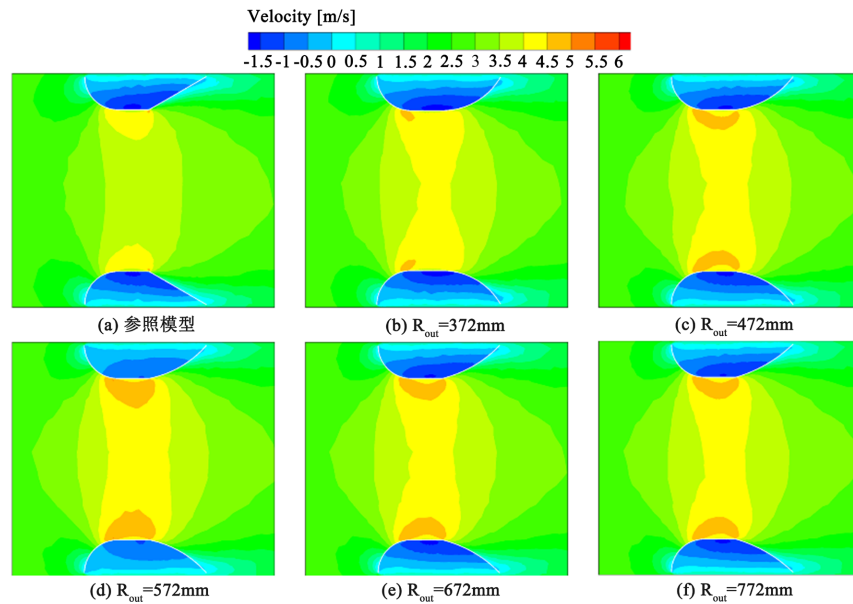 Velocity [m/s]
-1.5 -1 -0.5 0 0.5 1 1.5 2 2.5 3 3.5 4 4.5 5 5.5 6
(a) 参照模型
(b) Rout=372mm
(c) Rout=472mm
(d) Rout=572mm
(e) Rout=672mm
(f) Rout=772mm